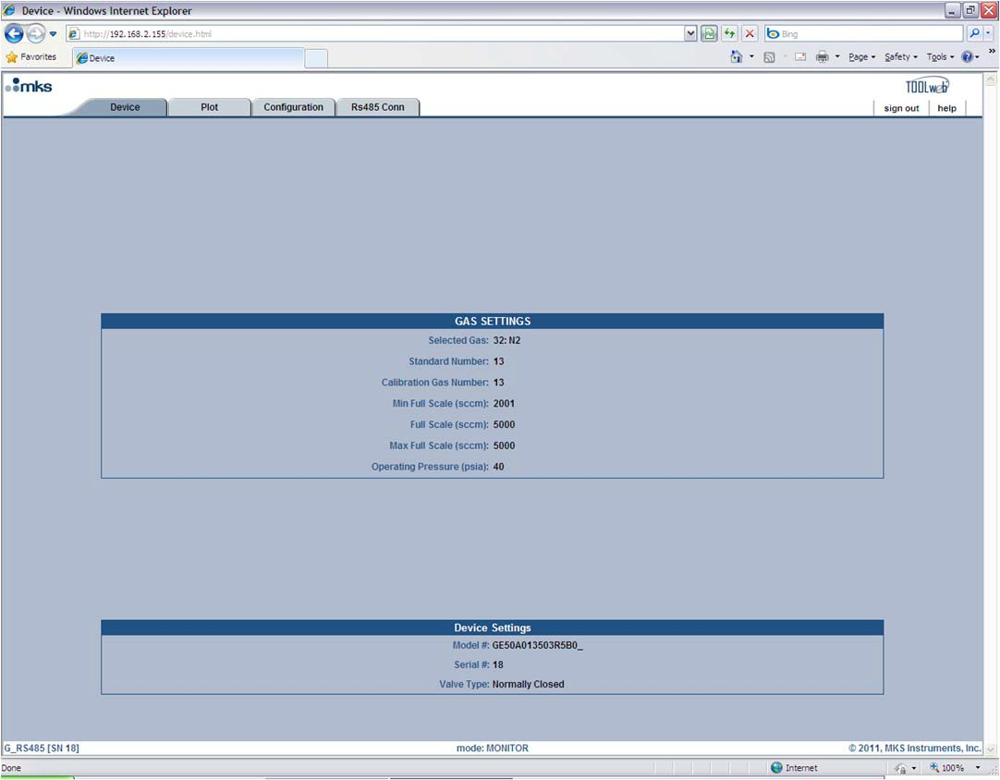 Device - Windows Internet Explorer
http://192.168.2.155/device.html
Bing
Favorites
Device
Page
Safety
Tools
»
mks
TOOLweb
Device
Plot
Configuration
Rs485 Conn
sign out
help
GAS SETTINGS
Selected Gas: 32: N2
Standard Number: 13
Calibration Gas Number: 13
Min Full Scale (sccm): 2001
Full Scale (sccm): 5000
Max Full Scale (sccm): 5000
Operating Pressure (psia): 40
Device Settings
Model #: GE50A013503R5B0_
Serial #: 18
Valve Type: Normally Closed
G_RS485 [SN 18]
mode: MONITOR
© 2011, MKS Instruments, Inc.
Done
Internet
100%